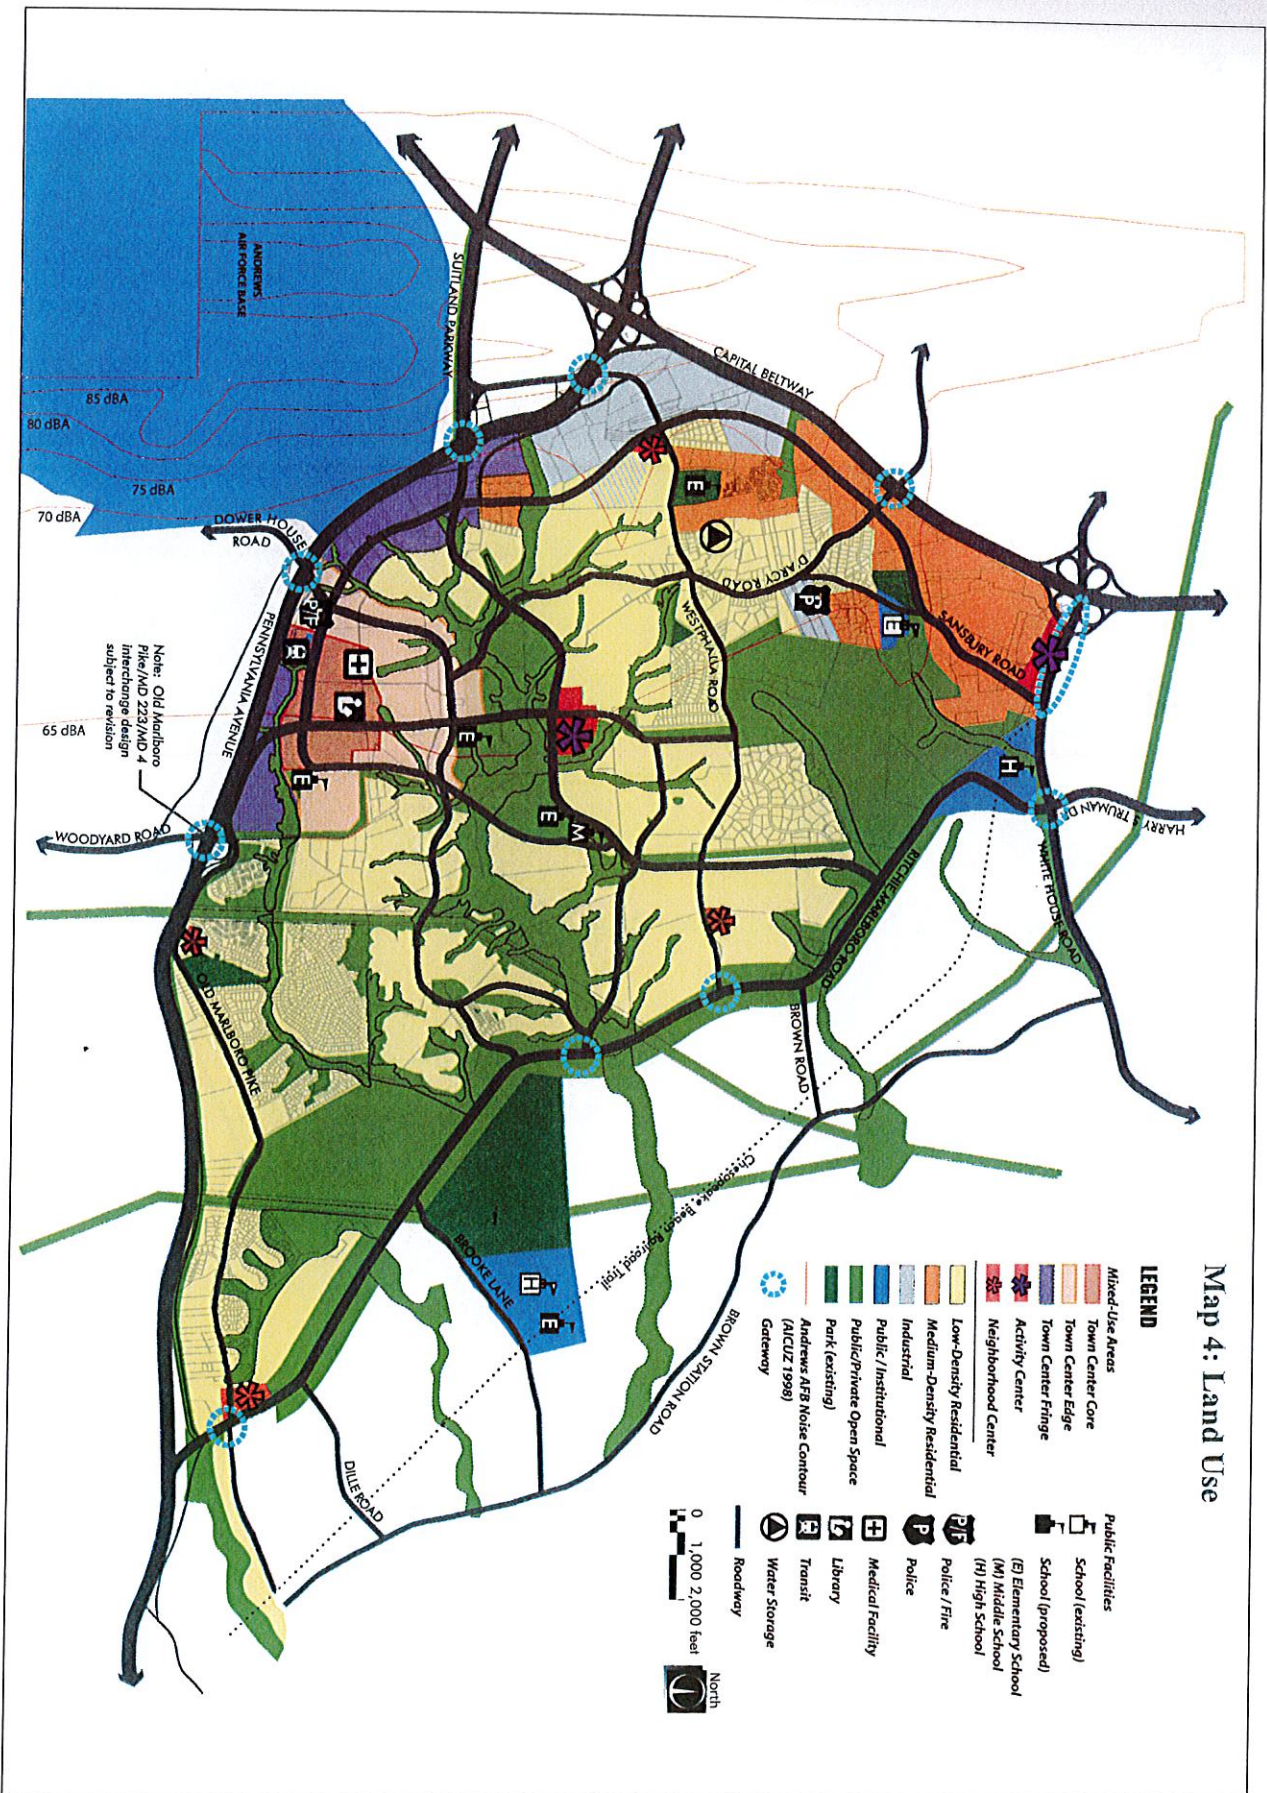 Map 4: Land Use
LEGEND
Mixed-Use Areas
Town Center Core
Town Center Edge
Town Center Fringe
Activity Center
Neighborhood Center
Low-Density Residential
Medium-Density Residential
Industrial
Public / Institutional
Public/Private Open Space
Park (existing)
Andrews AFB Noise Contour
(AICUZ 1998)
Gateway
Public Facilities
School (existing)
School (proposed)
(E) Elementary School
(M) Middle School
(H) High School
P/F
Police / Fire
P
Police
Medical Facility
Library
Transit
Water Storage
Roadway
0 1,000 2,000 feet
North
HARRY S TRUMAN DR
WHITE HOUSE ROAD
SANSBURY ROAD
CAPITAL BELTWAY
D'ARCY ROAD
WESTPHALIA ROAD
RITCHIE MARLBORO ROAD
BROWN ROAD
Chesapeake Beach Railroad Trail
BROWN STATION ROAD
BROOKE LANE
DILLE ROAD
SUITLAND PARKWAY
ANDREWS
AIR FORCE BASE
85 dBA
80 dBA
75 dBA
70 dBA
65 dBA
DOWER HOUSE
ROAD
PENNSYLVANIA AVENUE
Note: Old Marlboro
Pike/MD 223/MD 4
interchange design
subject to revision
WOODYARD ROAD
OLD MARLBORO PIKE
H
E
E
P
E
E
M
P/F
E
H
E